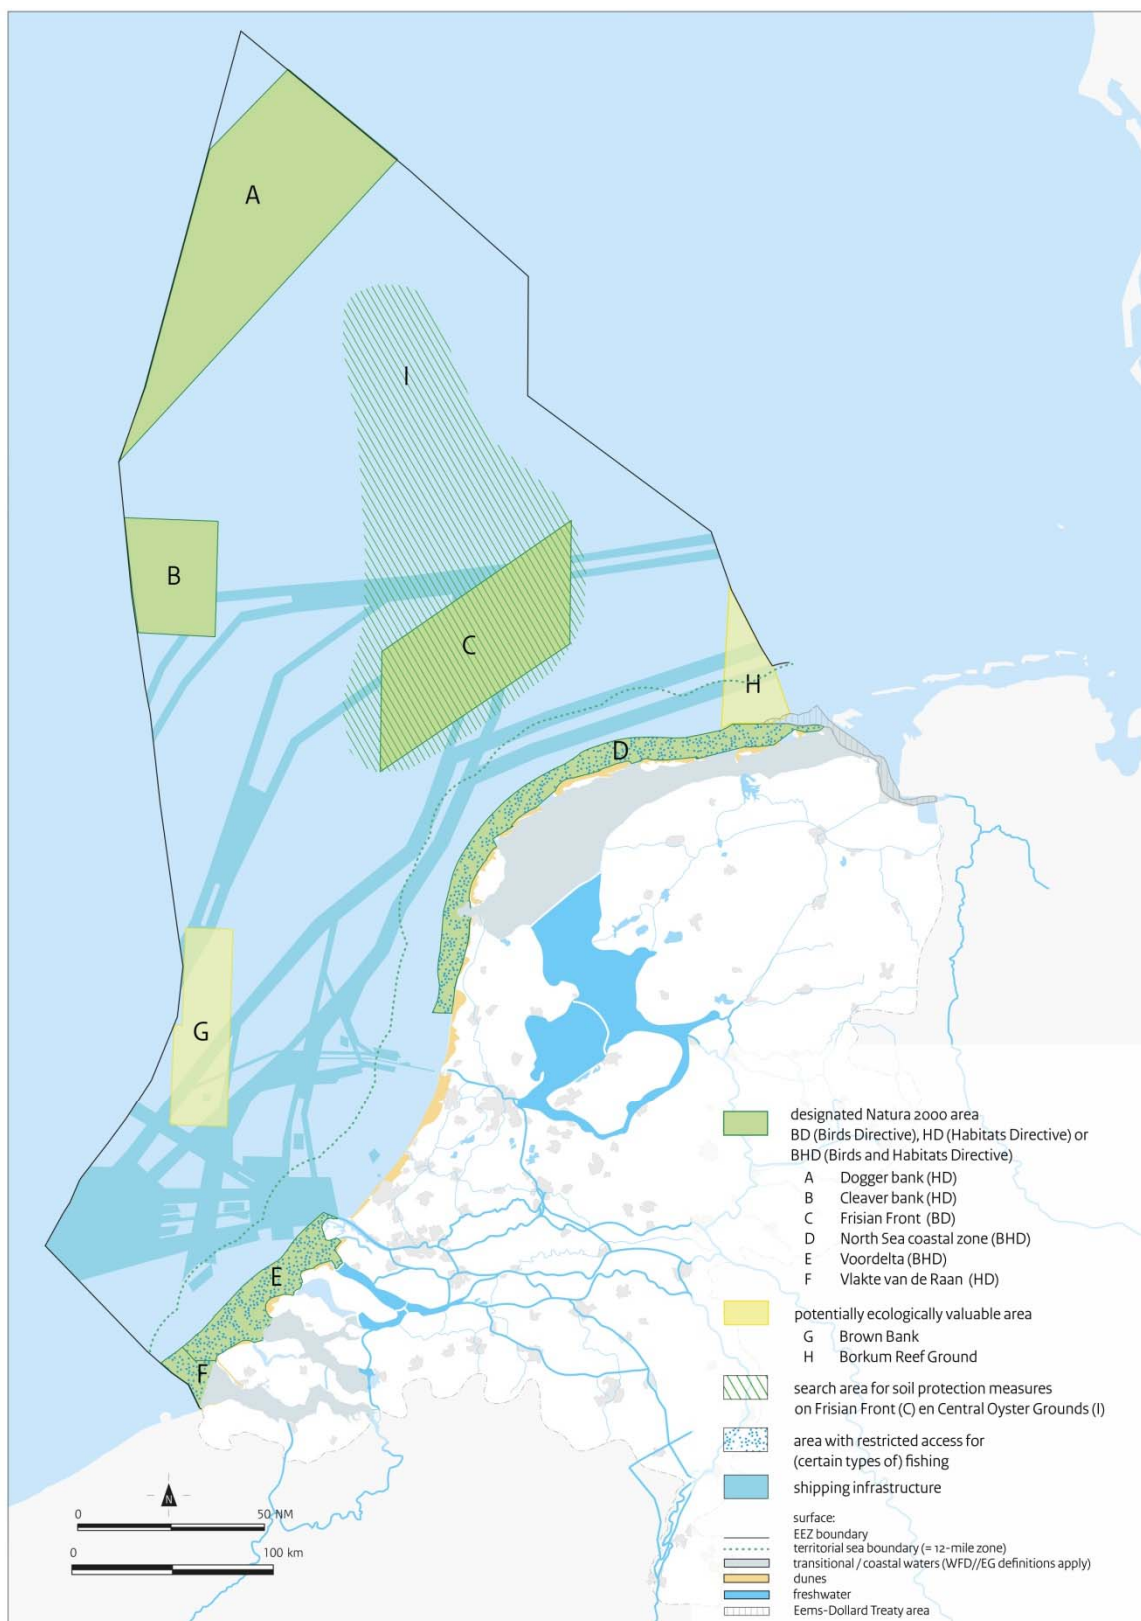 A
I
B
C
H
D
G
E
F
designated Natura 2000 area
BD (Birds Directive), HD (Habitats Directive) or
BHD (Birds and Habitats Directive)
A Dogger bank (HD)
B Cleaver bank (HD)
C Frisian Front (BD)
D North Sea coastal zone (BHD)
E Voordelta (BHD)
F Vlakte van de Raan (HD)
potentially ecologically valuable area
G Brown Bank
H Borkum Reef Ground
search area for soil protection measures
on Frisian Front (C) en Central Oyster Grounds (I)
area with restricted access for
(certain types of) fishing
shipping infrastructure
surface:
EEZ boundary
territorial sea boundary (= 12-mile zone)
transitional / coastal waters (WFD//EG definitions apply)
dunes
freshwater
Eems-Dollard Treaty area
N
0 50 NM
0 100 km